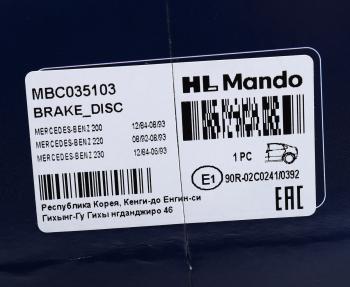 MBC035103
BRAKE_DISC
HL Mando
MERCEDES-BENZ 200 12/84-08/93
MERCEDES-BENZ 220 08/92-08/93
MERCEDES-BENZ 230 12/84-06/93
1 PC
E1 90R-02C0241/0392
Республика Корея, Кенги-до Енгин-си
Гихынг-Гу Гихы нгданджиро 46
EAC